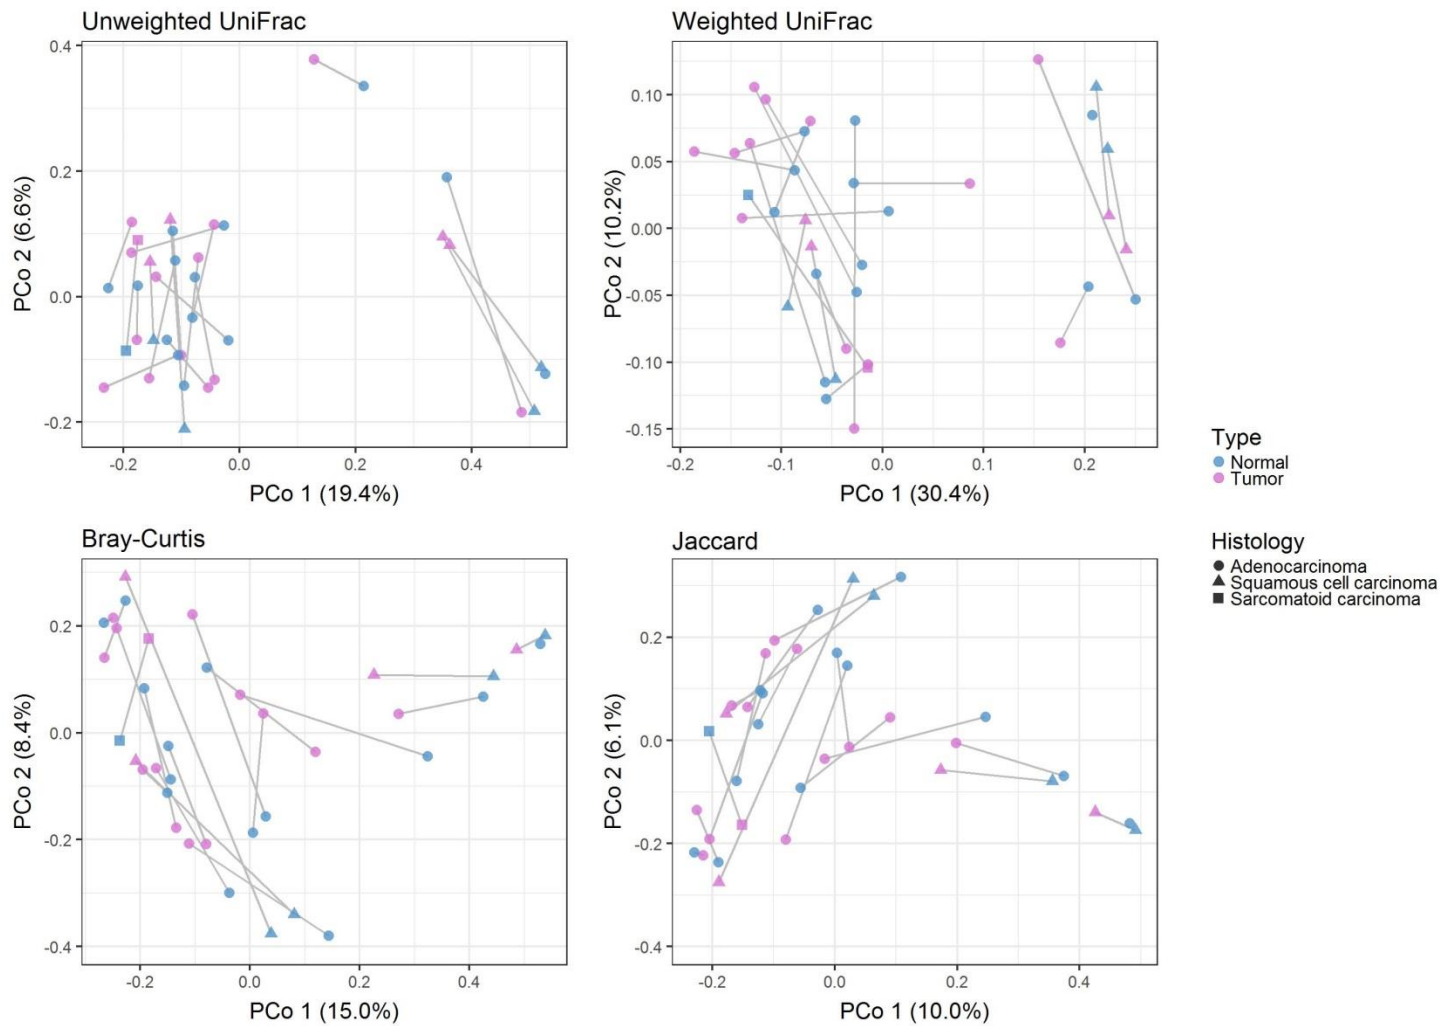 Unweighted UniFrac
0.4
0.2
0.0
-0.2
PCo 2 (6.6%)
-0.2 0.0 0.2 0.4
PCo 1 (19.4%)
Weighted UniFrac
0.10
0.05
0.00
-0.05
-0.10
-0.15
PCo 2 (10.2%)
-0.2 -0.1 0.0 0.1 0.2
PCo 1 (30.4%)
Type
Normal
Tumor
Bray-Curtis
0.2
0.0
-0.2
-0.4
PCo 2 (8.4%)
-0.2 0.0 0.2 0.4
PCo 1 (15.0%)
Jaccard
0.2
0.0
-0.2
-0.4
PCo 2 (6.1%)
-0.2 0.0 0.2 0.4
PCo 1 (10.0%)
Histology
Adenocarcinoma
Squamous cell carcinoma
Sarcomatoid carcinoma